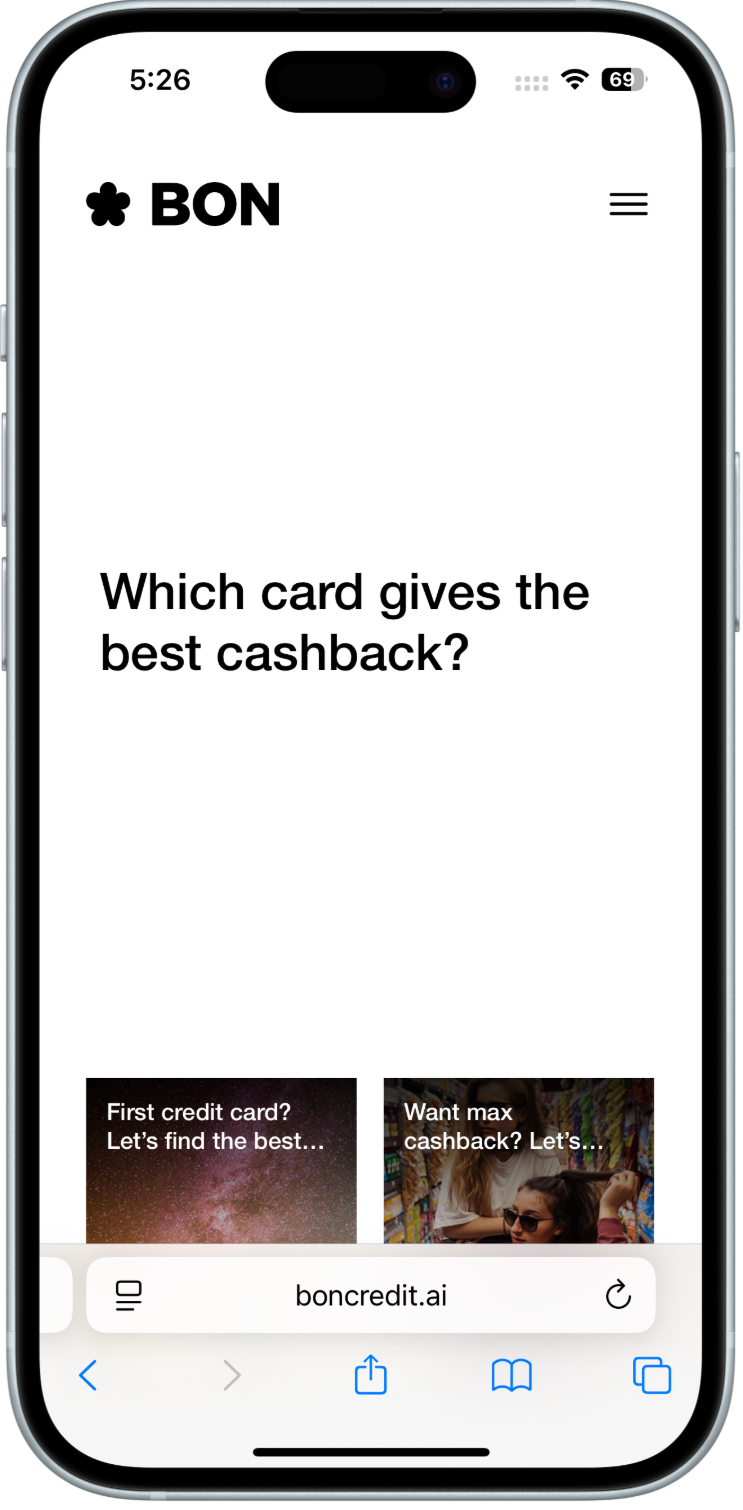 5:26
69
BON
Which card gives the
best cashback?
First credit card?
Let's find the best...
Want max
cashback? Let's...
boncredit.ai